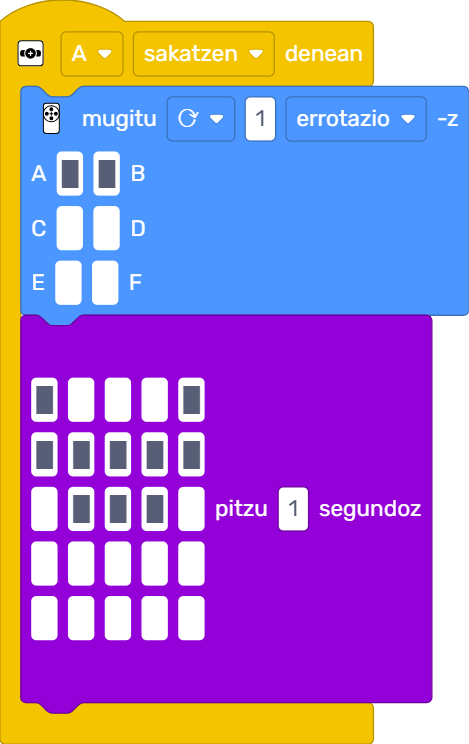 A sakatzen denean
mugitu 1 errotazio -z
A B
C D
E F
pitzu 1 segundoz